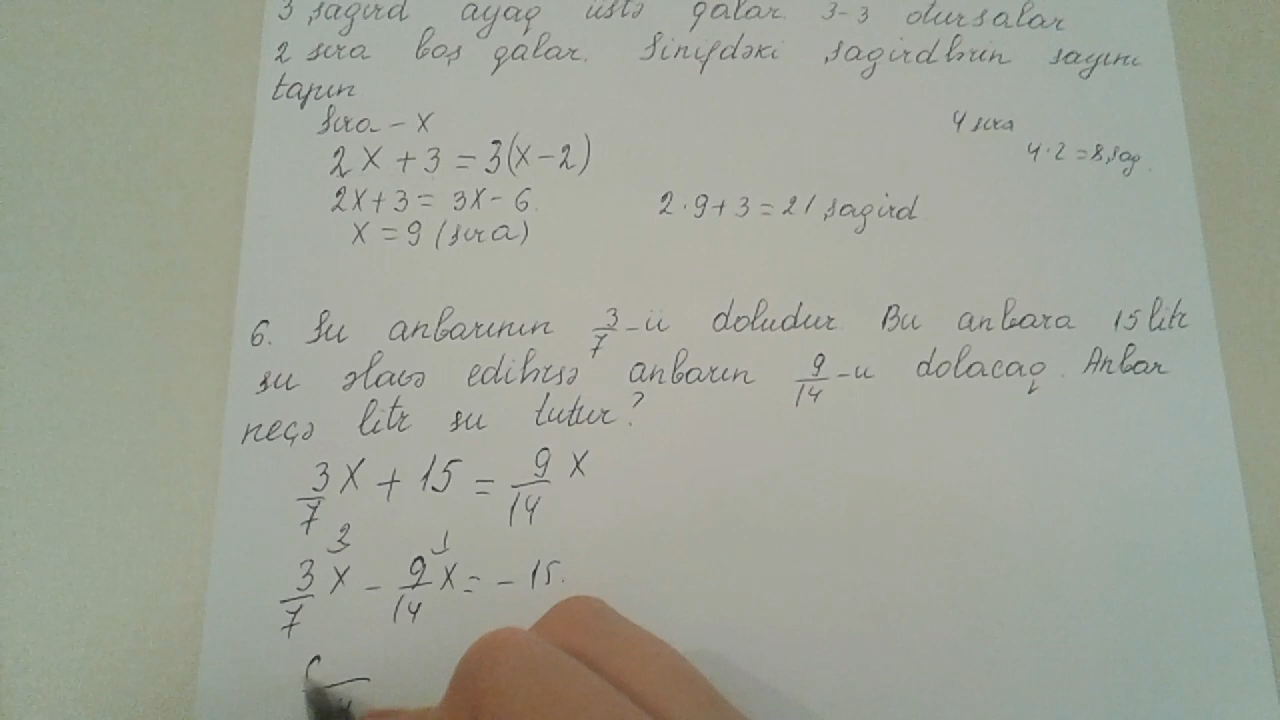 3 şagird ayaq üstə qalar. 3-3 otursalar
2 sıra boş qalar. Sinifdəki şagirdlərin sayını
tapın
Sıra - x
4 sıra
4·2=8 şag.
2x+3=3(x-2)
2x+3=3x-6.
2·9+3=21 şagird
x=9 (sıra)
6. Su anbarının 3/7-ü doludur. Bu anbara 15 litr
su əlavə edilərsə anbarın 9/14-u dolacaq. Anbar
neçə litr su tutur?
3/7 x + 15 = 9/14 x
3 1
3/7 x - 9/14 x = -15.